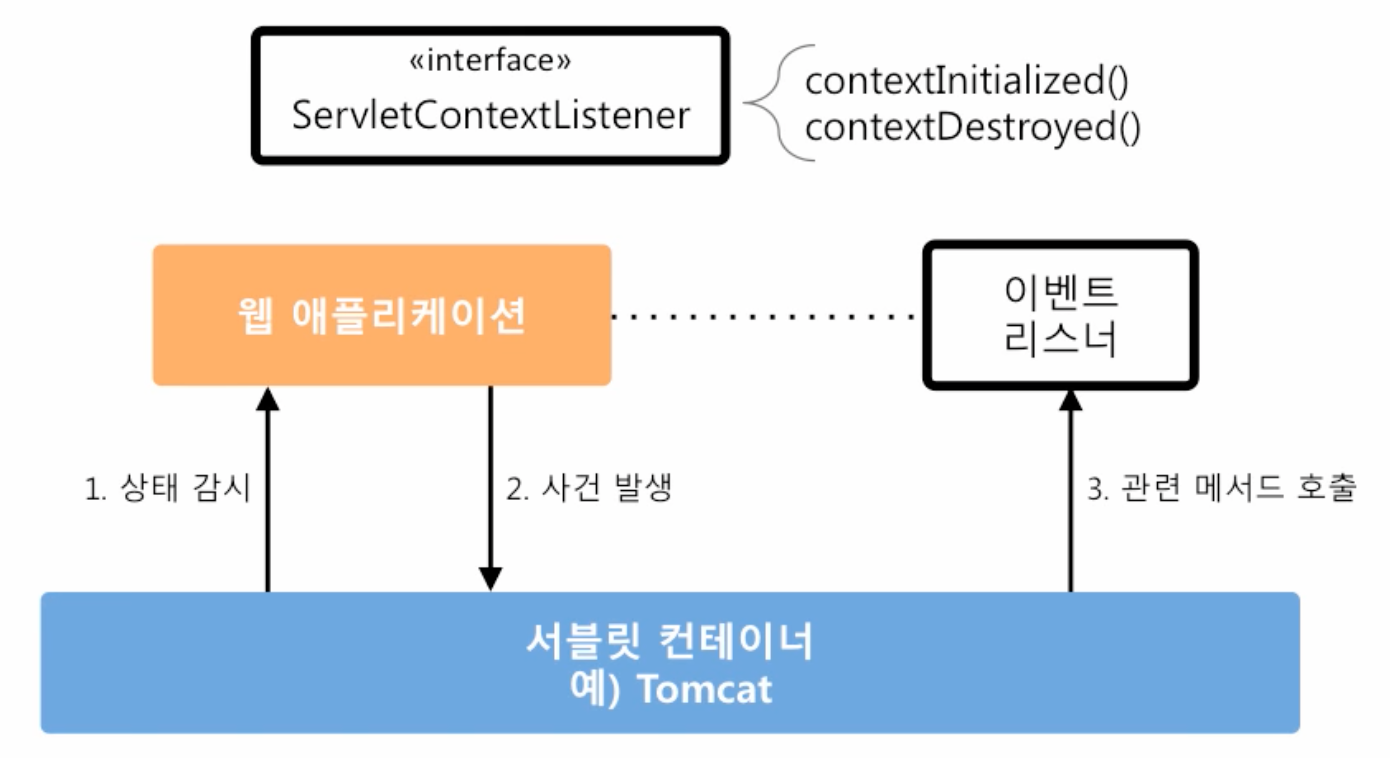 «interface»
ServletContextListener
contextInitialized()
contextDestroyed()
웹 애플리케이션
이벤트
리스너
1. 상태 감시
2. 사건 발생
3. 관련 메서드 호출
서블릿 컨테이너
예) Tomcat